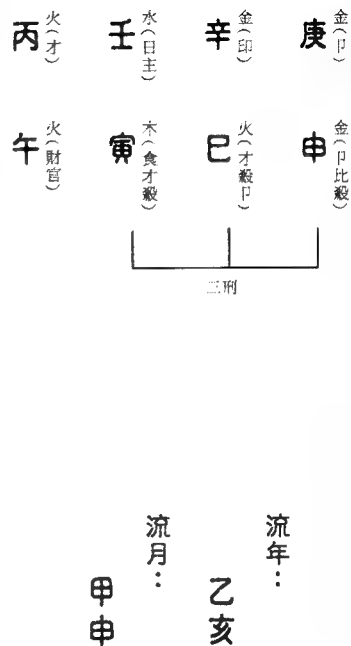 金(卩)
庚
金(印)
辛
水(日主)
壬
火(才)
丙
金(卩比殺)
申
火(才殺卩)
巳
木(食才殺)
寅
火(財官)
午
三刑
流年：
乙亥
流月：
甲申